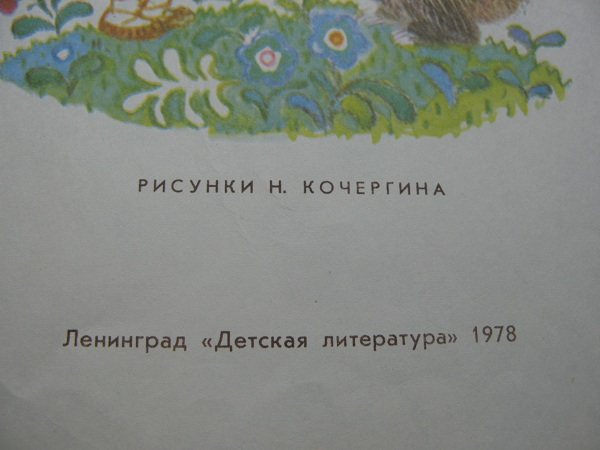 РИСУНКИ Н. КОЧЕРГИНА
Ленинград «Детская литература» 1978